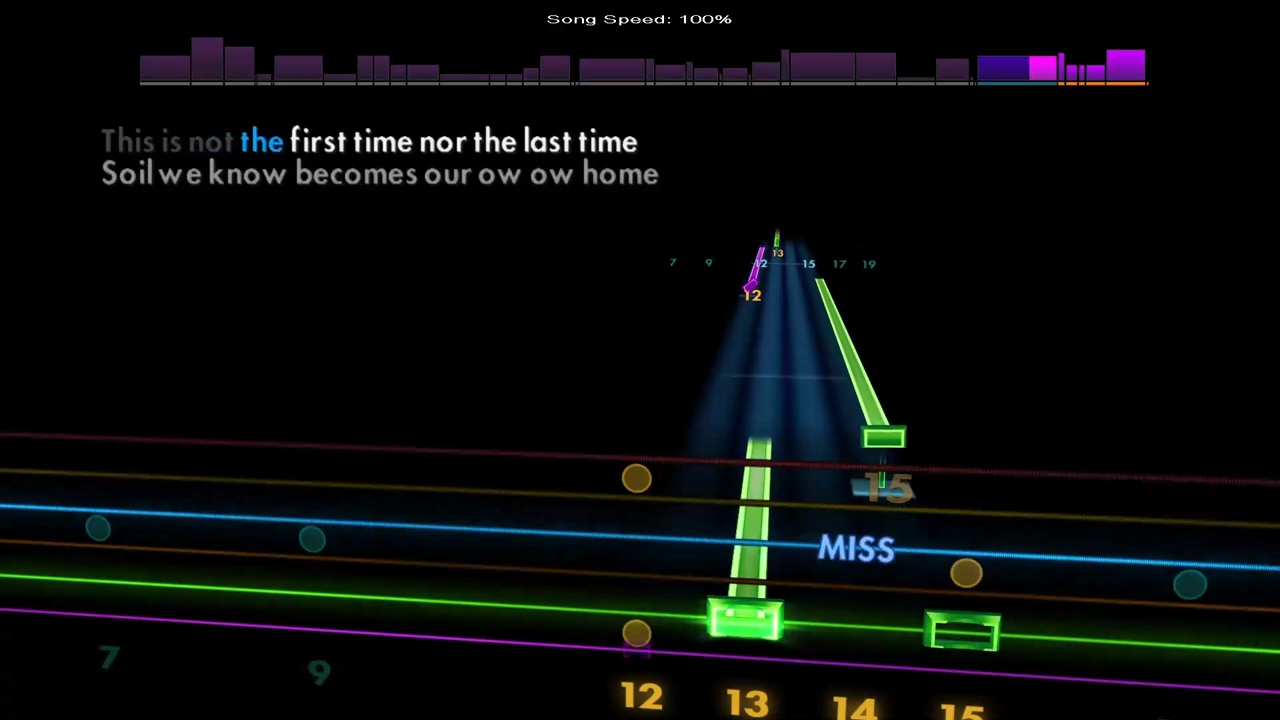 Song Speed: 100%
This is not the first time nor the last time
Soil we know becomes our ow ow home
7 9 12 13 15 17 19
12
15
MISS
7 9 12 13 14 15